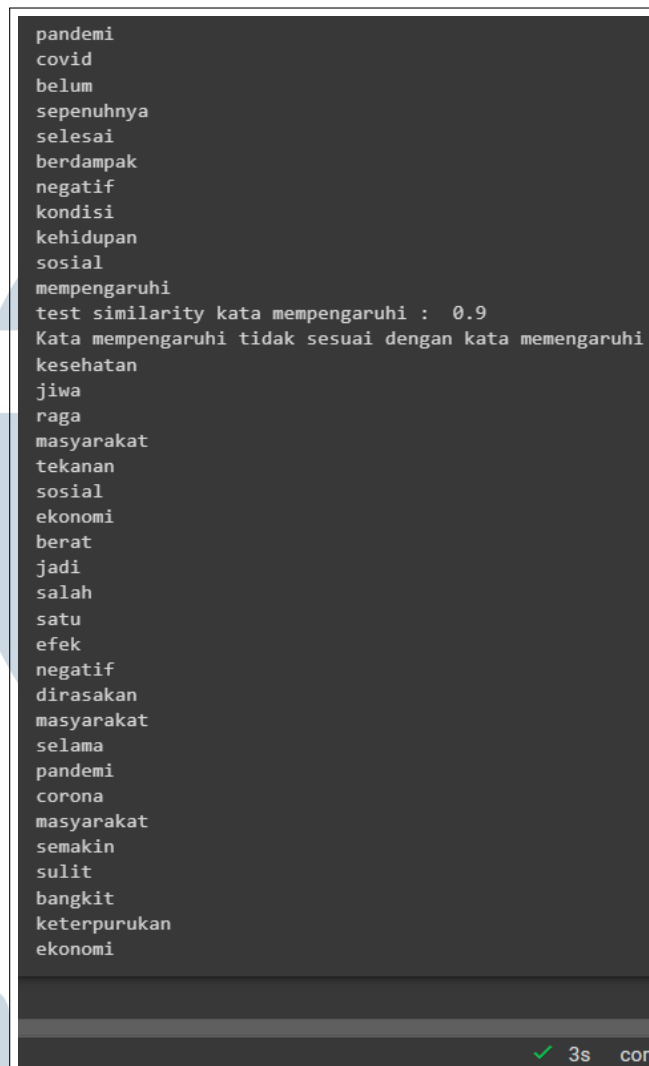 pandemi
covid
belum
sepenuhnya
selesai
berdampak
negatif
kondisi
kehidupan
sosial
mempengaruhi
test similarity kata mempengaruhi :  0.9
Kata mempengaruhi tidak sesuai dengan kata memengaruhi
kesehatan
jiwa
raga
masyarakat
tekanan
sosial
ekonomi
berat
jadi
salah
satu
efek
negatif
dirasakan
masyarakat
selama
pandemi
corona
masyarakat
semakin
sulit
bangkit
keterpurukan
ekonomi
✓ 3s